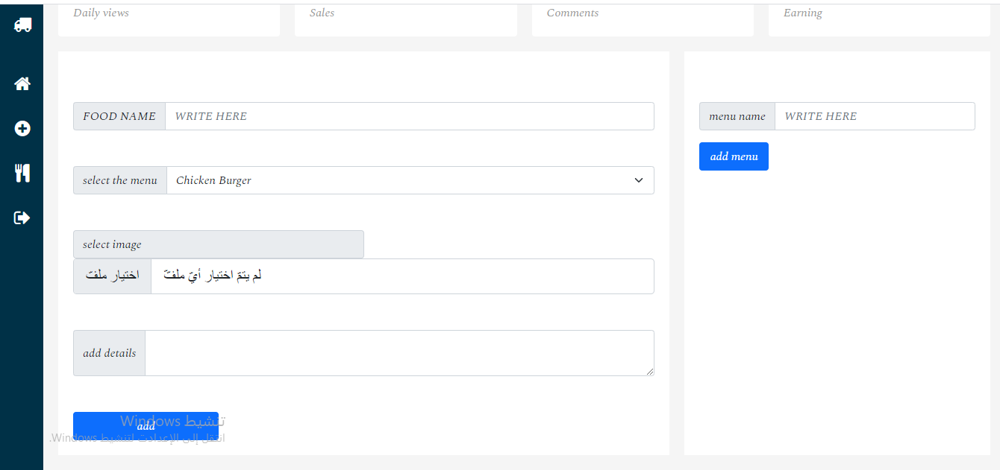 Daily views
Sales
Comments
Earning
FOOD NAME
WRITE HERE
select the menu
Chicken Burger
select image
اختيار ملفّ
لم يتمّ اختيار أيّ ملفّ
add details
add
menu name
WRITE HERE
add menu
تنشيط Windows
انتقل إلى الإعدادات لتنشيط Windows.